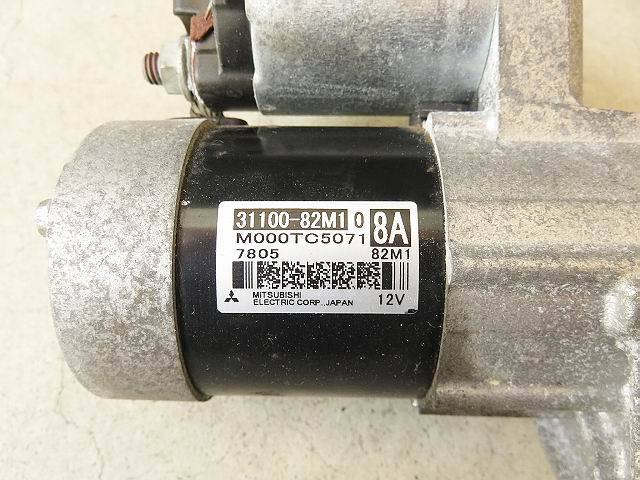 31100-82M1 0 8A
M000TC5071
7805 82M1
MITSUBISHI
ELECTRIC CORP., JAPAN 12V